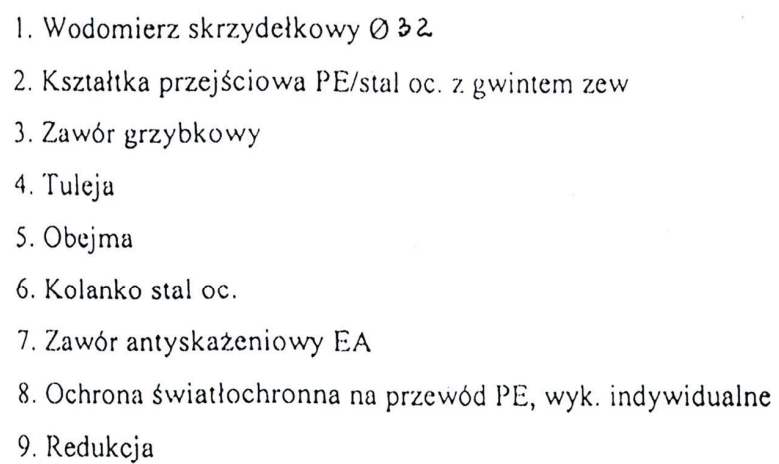 1. Wodomierz skrzydełkowy Ø 32
2. Kształtka przejściowa PE/stal oc. z gwintem zew
3. Zawór grzybkowy
4. Tuleja
5. Obejma
6. Kolanko stal oc.
7. Zawór antyskażeniowy EA
8. Ochrona światłochronna na przewód PE, wyk. indywidualne
9. Redukcja